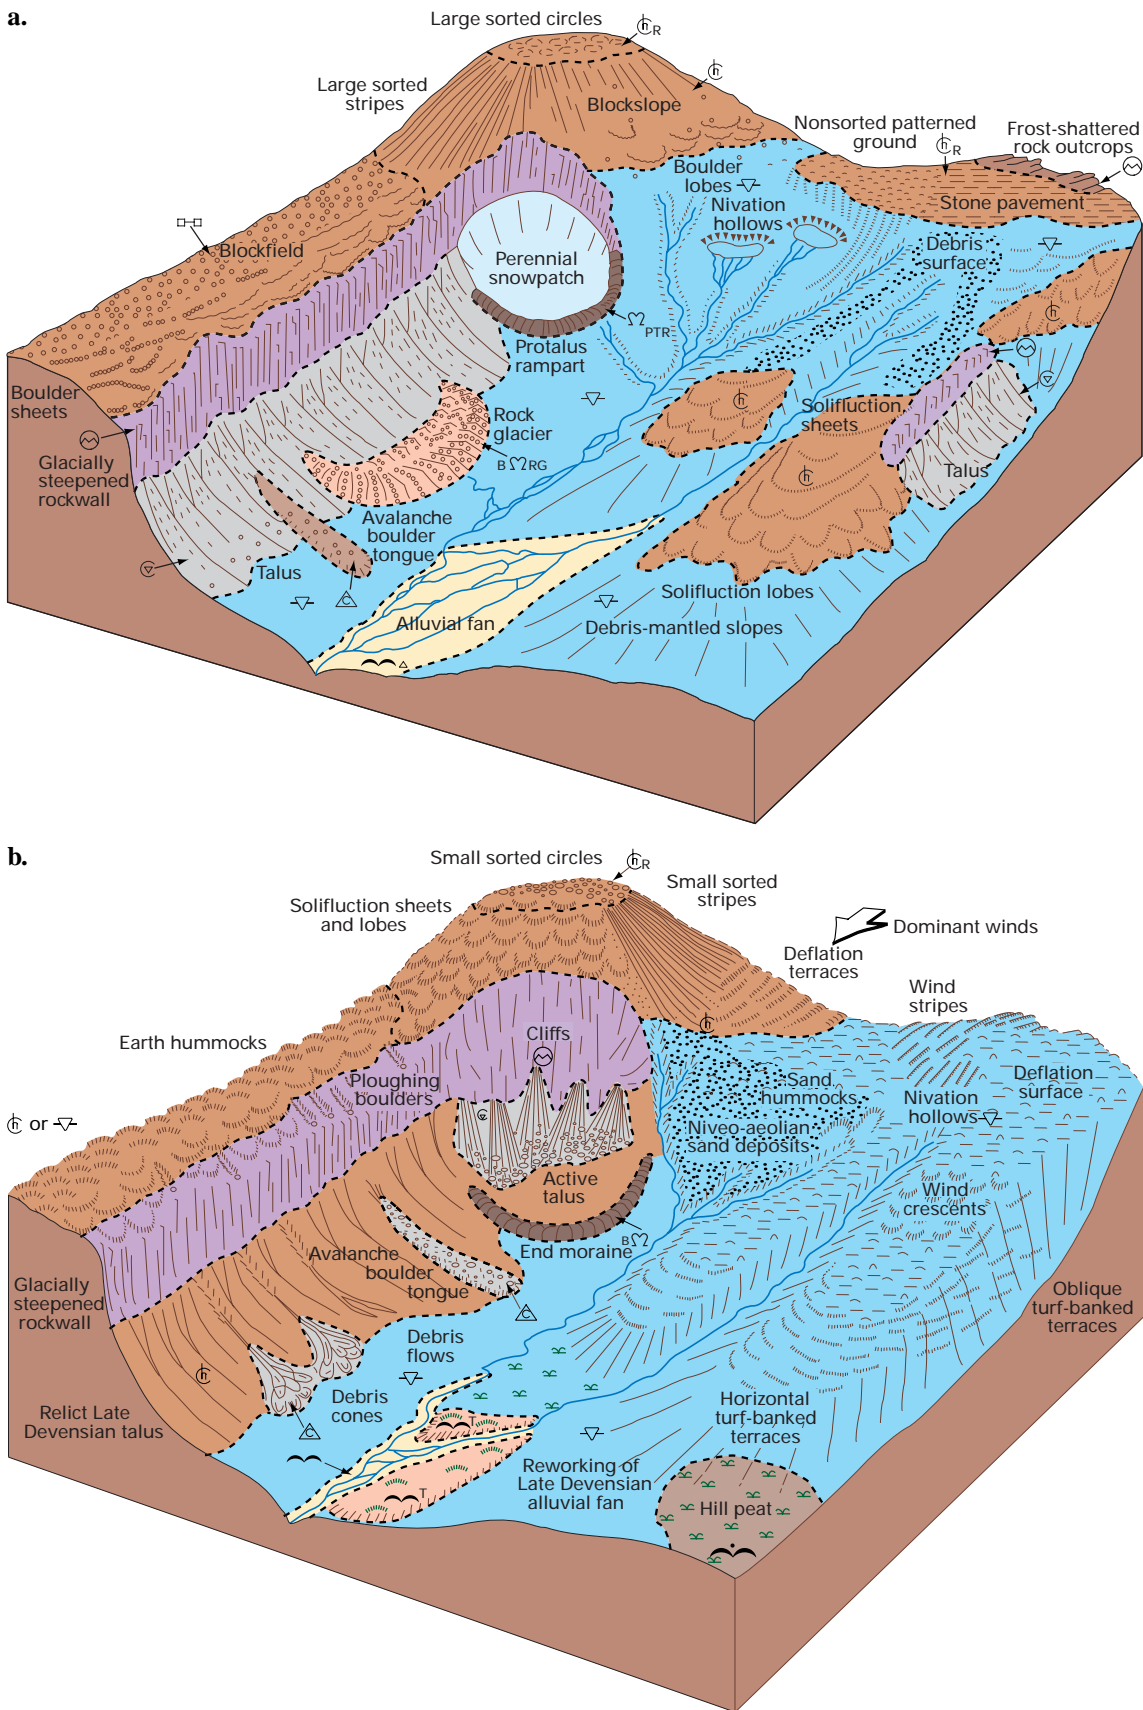 a.
Large sorted circles
R
Large sorted
stripes
Blockslope
Nonsorted patterned
ground
R
Frost-shattered
rock outcrops
Boulder
lobes
Nivation
hollows
Stone pavement
Blockfield
Debris
surface
Perennial
snowpatch
PTR
Protalus
rampart
Boulder
sheets
Rock
glacier
B
RG
Solifluction
sheets
Glacially
steepened
rockwall
Talus
Avalanche
boulder
tongue
Talus
C
Solifluction lobes
Alluvial fan
Debris-mantled slopes
b.
Small sorted circles
R
Small sorted
stripes
Solifluction sheets
and lobes
Dominant winds
Deflation
terraces
Wind
stripes
Earth hummocks
Cliffs
Ploughing
boulders
Sand
hummocks
Deflation
surface
Nivation
hollows
or
Niveo-aeolian
sand deposits
Active
talus
Wind
crescents
End moraine
B
Avalanche
boulder
tongue
Glacially
steepened
rockwall
Oblique
turf-banked
terraces
C
Debris
flows
Debris
cones
Relict Late
Devensian talus
C
Horizontal
turf-banked
terraces
T
Reworking of
Late Devensian
alluvial fan
T
Hill peat